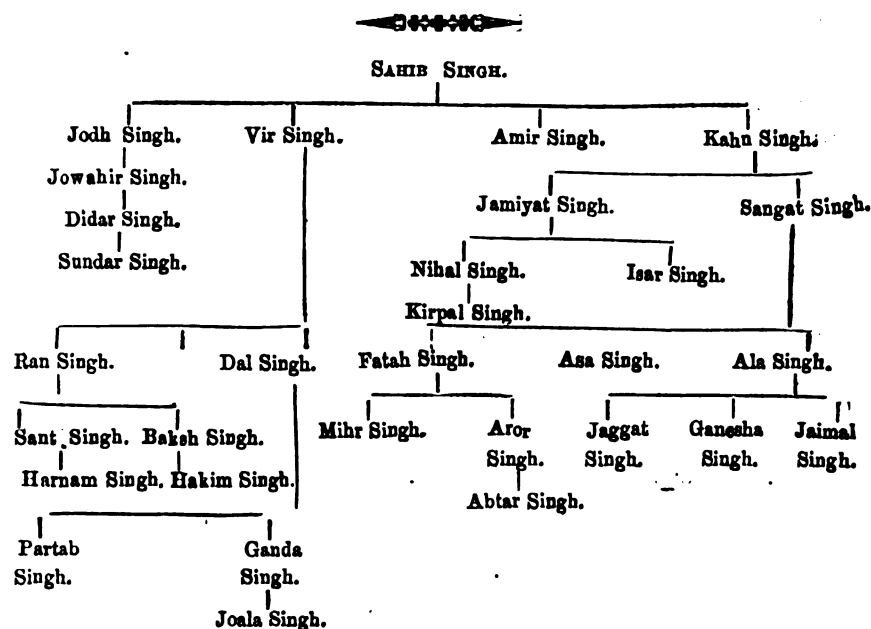 SAHIB SINGH.
Jodh Singh. Vir Singh. Amir Singh. Kahn Singh.
Jowahir Singh.
Jamiyat Singh. Sangat Singh.
Didar Singh.
Sundar Singh.
Nihal Singh. Isar Singh.
Kirpal Singh.
Ran Singh. Dal Singh. Fatah Singh. Asa Singh. Ala Singh.
Sant Singh. Baksh Singh. Mihr Singh. Aror Jaggat Ganesha Jaimal
Singh. Singh. Singh. Singh.
Harnam Singh. Hakim Singh.
Abtar Singh.
Partab Ganda
Singh. Singh.
Joala Singh.